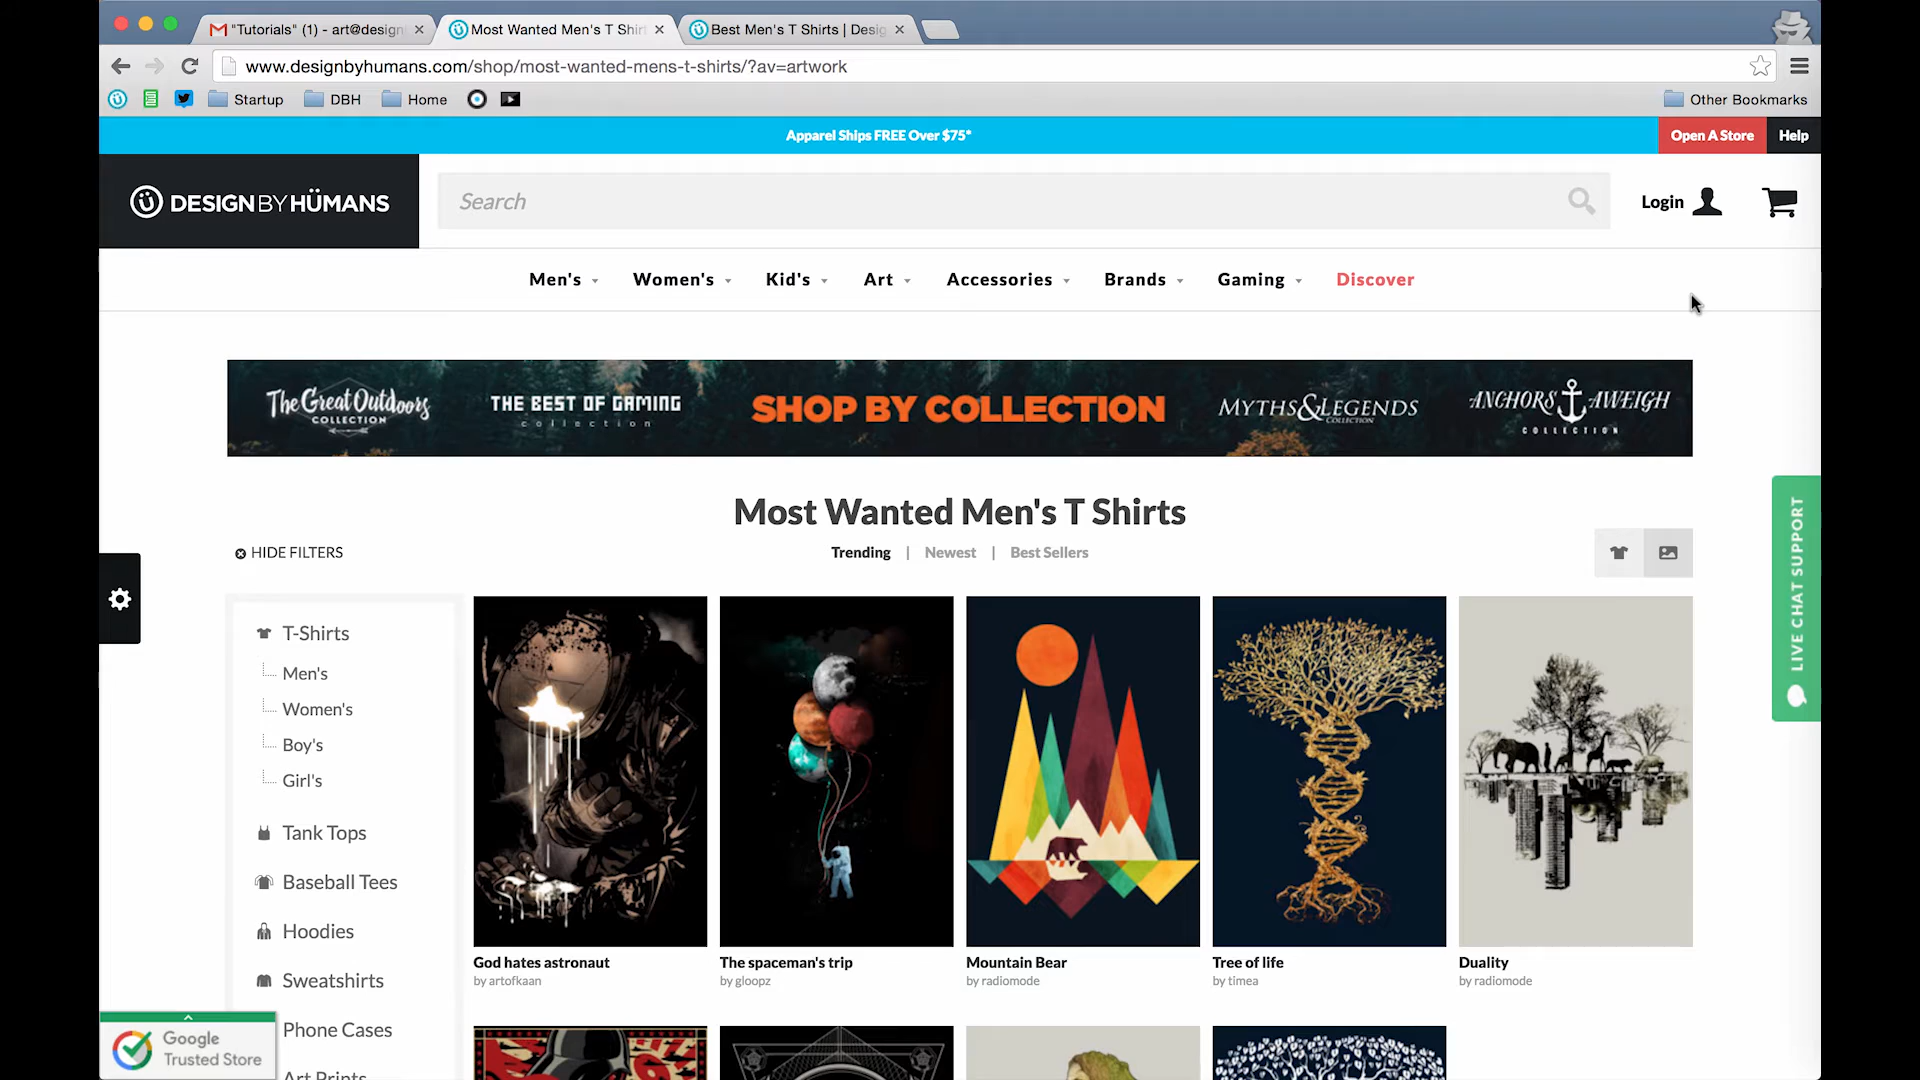 "Tutorials" (1) - art@design
Most Wanted Men's T Shirt
Best Men's T Shirts | Desig
www.designbyhumans.com/shop/most-wanted-mens-t-shirts/?av=artwork
Startup
DBH
Home
Other Bookmarks
Apparel Ships FREE Over $75*
Open A Store
Help
DESIGN BY HÜMANS
Search
Login
Men's
Women's
Kid's
Art
Accessories
Brands
Gaming
Discover
The Great Outdoors
COLLECTION
THE BEST OF GAMING
collection
SHOP BY COLLECTION
MYTHS & LEGENDS
COLLECTION
ANCHORS AWEIGH
COLLECTION
Most Wanted Men's T Shirts
HIDE FILTERS
Trending | Newest | Best Sellers
LIVE CHAT SUPPORT
T-Shirts
Men's
Women's
Boy's
Girl's
Tank Tops
Baseball Tees
Hoodies
Sweatshirts
Phone Cases
Art Prints
God hates astronaut
by artofkaan
The spaceman's trip
by gloopz
Mountain Bear
by radiomode
Tree of life
by timea
Duality
by radiomode
Google
Trusted Store